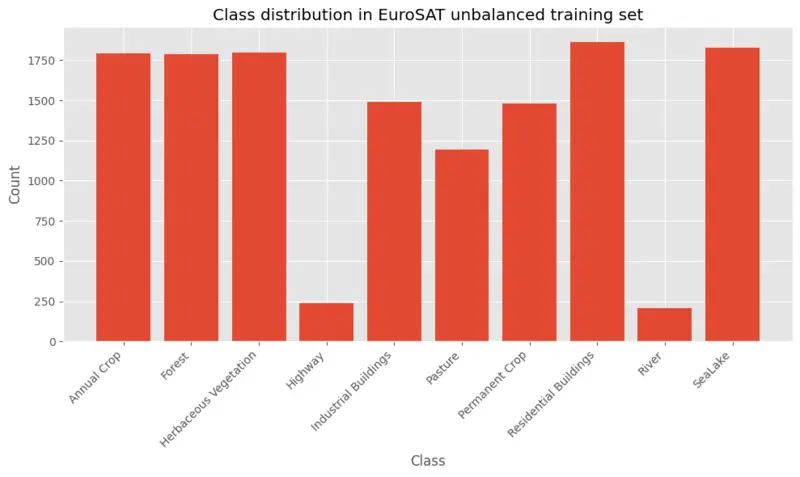 Class distribution in EuroSAT unbalanced training set
Count
1750
1500
1250
1000
750
500
250
0
Annual Crop
Forest
Herbaceous Vegetation
Highway
Industrial Buildings
Pasture
Permanent Crop
Residential Buildings
River
SeaLake
Class